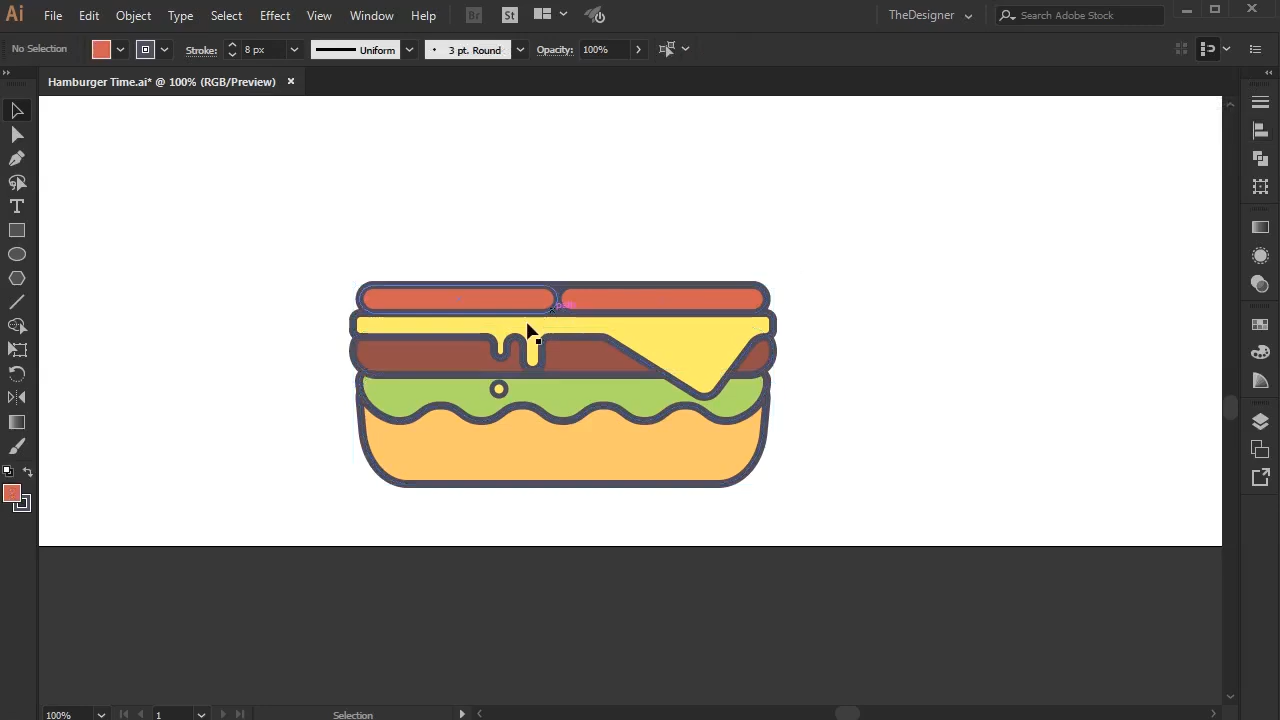 Ai File Edit Object Type Select Effect View Window Help Br St TheDesigner Search Adobe Stock
No Selection Stroke: 8 px Uniform 3 pt. Round Opacity: 100%
Hamburger Time.ai* @ 100% (RGB/Preview)
path
100% 1 Selection